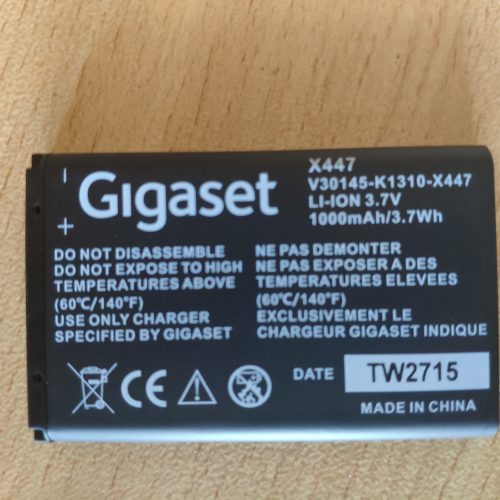 X447
V30145-K1310-X447
LI-ION 3.7V
1000mAh/3.7Wh
− Gigaset
+
DO NOT DISASSEMBLE
DO NOT EXPOSE TO HIGH
TEMPERATURES ABOVE
(60℃/140°F)
USE ONLY CHARGER
SPECIFIED BY GIGASET
NE PAS DEMONTER
NE PAS EXPOSER A DES
TEMPERATURES ELEVEES
(60℃/140°F)
EXCLUSIVEMENT LE
CHARGEUR GIGASET INDIQUE
CE
DATE TW2715
MADE IN CHINA